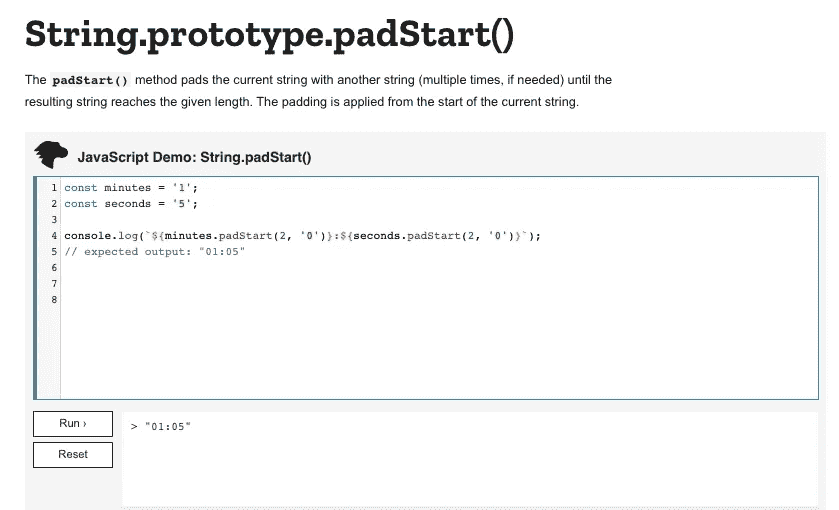 String.prototype.padStart()
The padStart() method pads the current string with another string (multiple times, if needed) until the
resulting string reaches the given length. The padding is applied from the start of the current string.
JavaScript Demo: String.padStart()
1 const minutes = '1';
2 const seconds = '5';
3
4 console.log(`${minutes.padStart(2, '0')}:${seconds.padStart(2, '0')}`);
5 // expected output: "01:05"
6
7
8
Run ›
> "01:05"
Reset